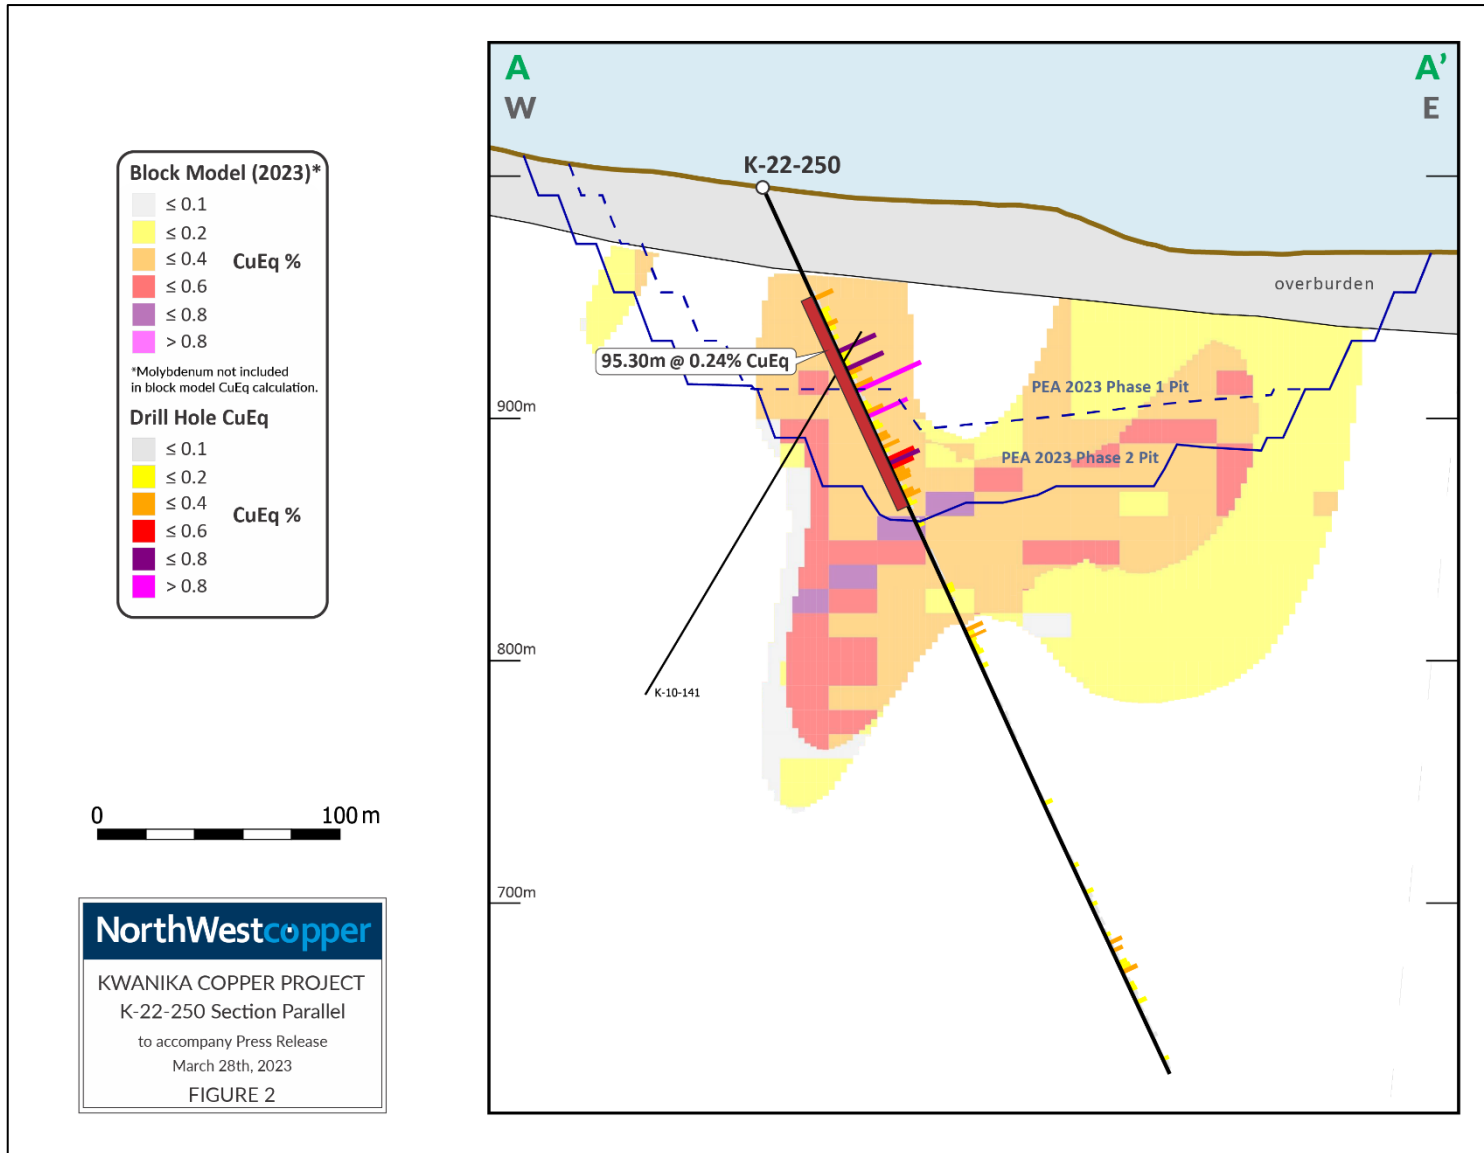 A
W
A’
E
K-22-250
Block Model (2023)*
≤ 0.1
≤ 0.2
≤ 0.4
CuEq %
≤ 0.6
≤ 0.8
> 0.8
*Molybdenum not included
in block model CuEq calculation.
Drill Hole CuEq
≤ 0.1
≤ 0.2
≤ 0.4
CuEq %
≤ 0.6
≤ 0.8
> 0.8
overburden
95.30m @ 0.24% CuEq
PEA 2023 Phase 1 Pit
900m
PEA 2023 Phase 2 Pit
800m
K-10-141
700m
0 100 m
NorthWestcopper
KWANIKA COPPER PROJECT
K-22-250 Section Parallel
to accompany Press Release
March 28th, 2023
FIGURE 2